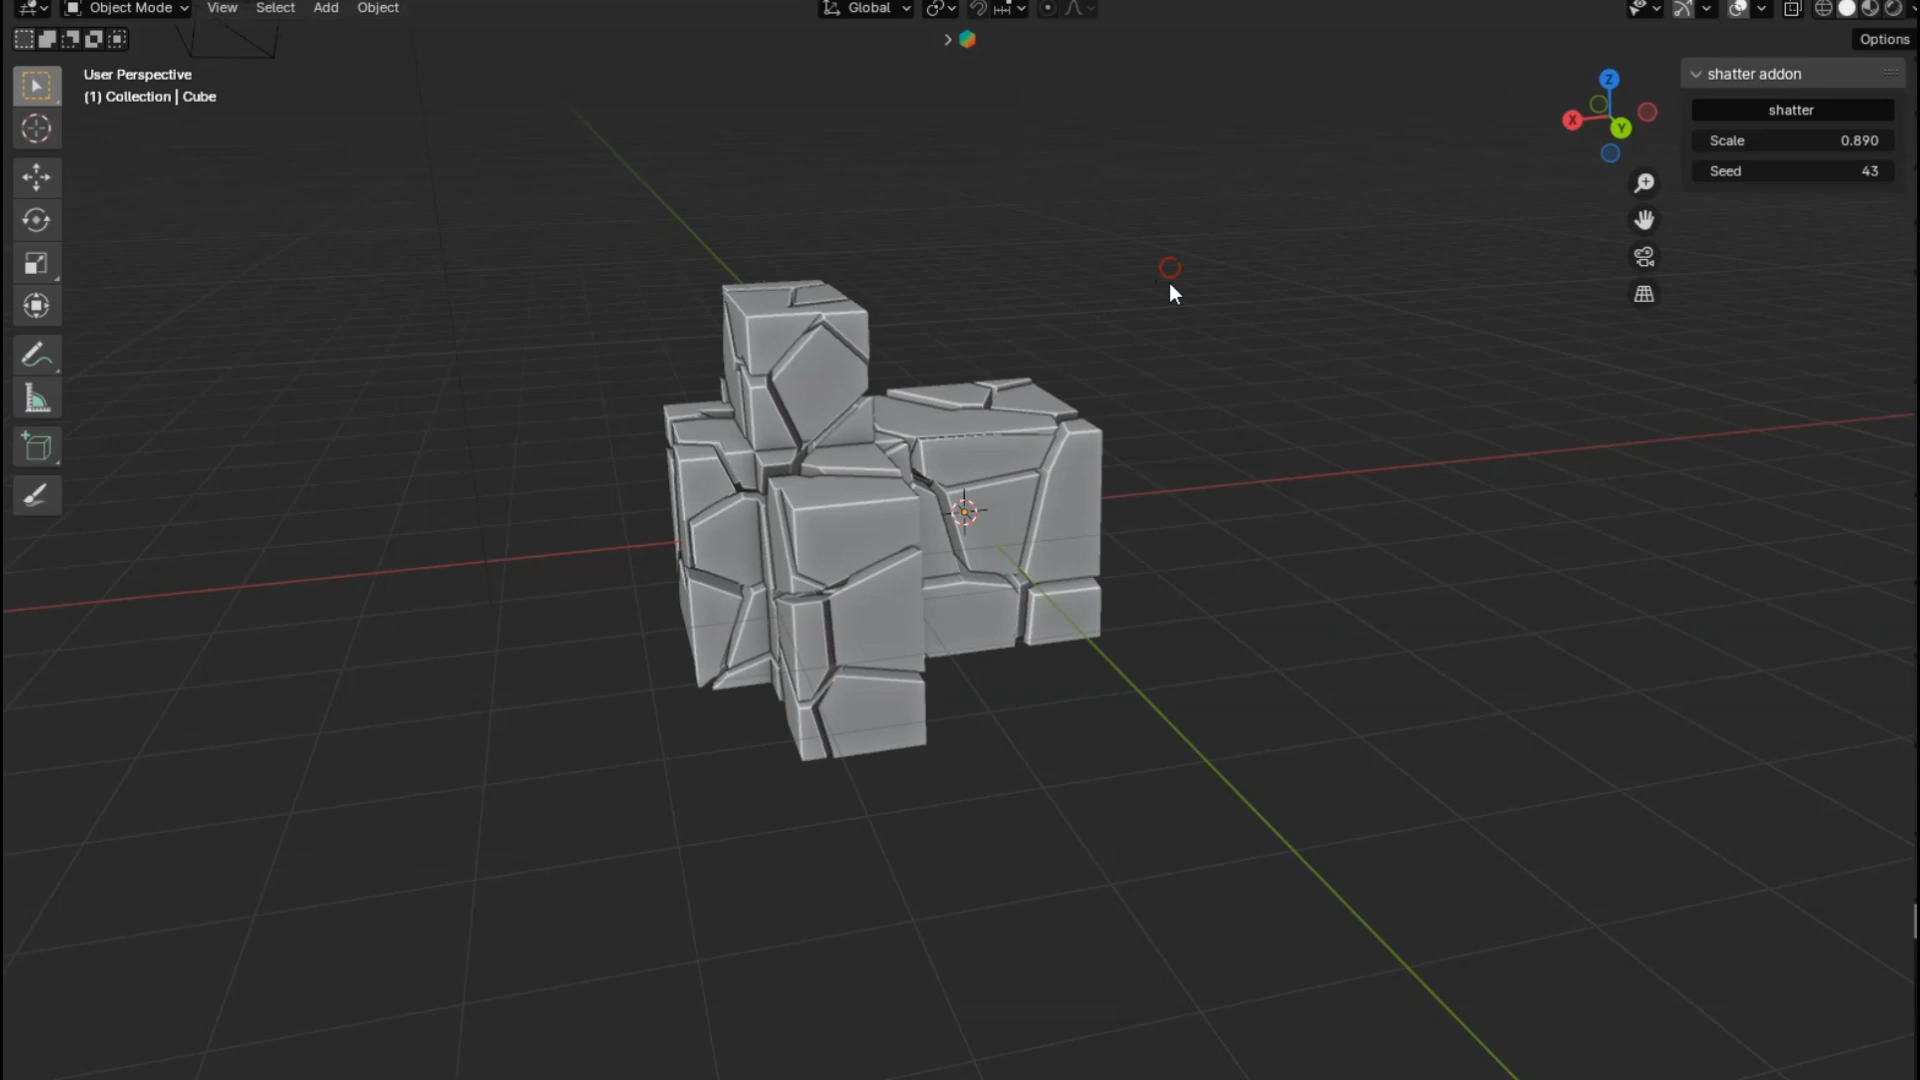 Object Mode View Select Add Object Global
Options
User Perspective
(1) Collection | Cube
Z
X
Y
shatter addon
shatter
Scale 0.890
Seed 43